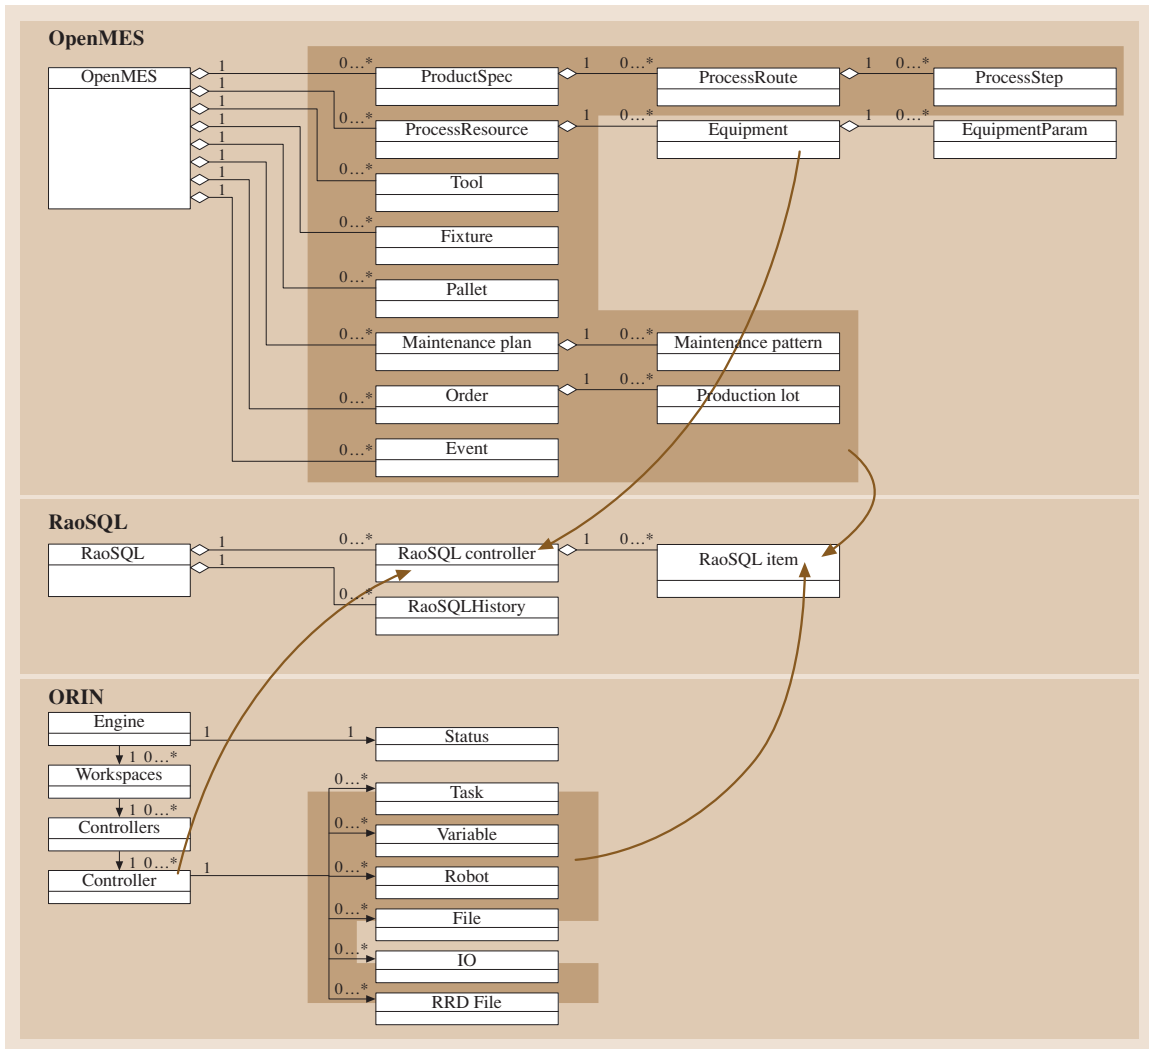 OpenMES
OpenMES
1
0…*
ProductSpec
1
0…*
ProcessRoute
1
0…*
ProcessStep
1
0…*
ProcessResource
1
0…*
Equipment
1
0…*
EquipmentParam
1
0…*
Tool
1
0…*
Fixture
1
0…*
Pallet
1
0…*
Maintenance plan
1
0…*
Maintenance pattern
1
0…*
Order
1
0…*
Production lot
1
0…*
Event
RaoSQL
RaoSQL
1
0…*
RaoSQL controller
1
0…*
RaoSQL item
1
0…*
RaoSQLHistory
ORIN
Engine
1
1
Status
1 0…*
Workspaces
1 0…*
Controllers
1 0…*
Controller
1
0…*
Task
0…*
Variable
0…*
Robot
0…*
File
0…*
IO
0…*
RRD File